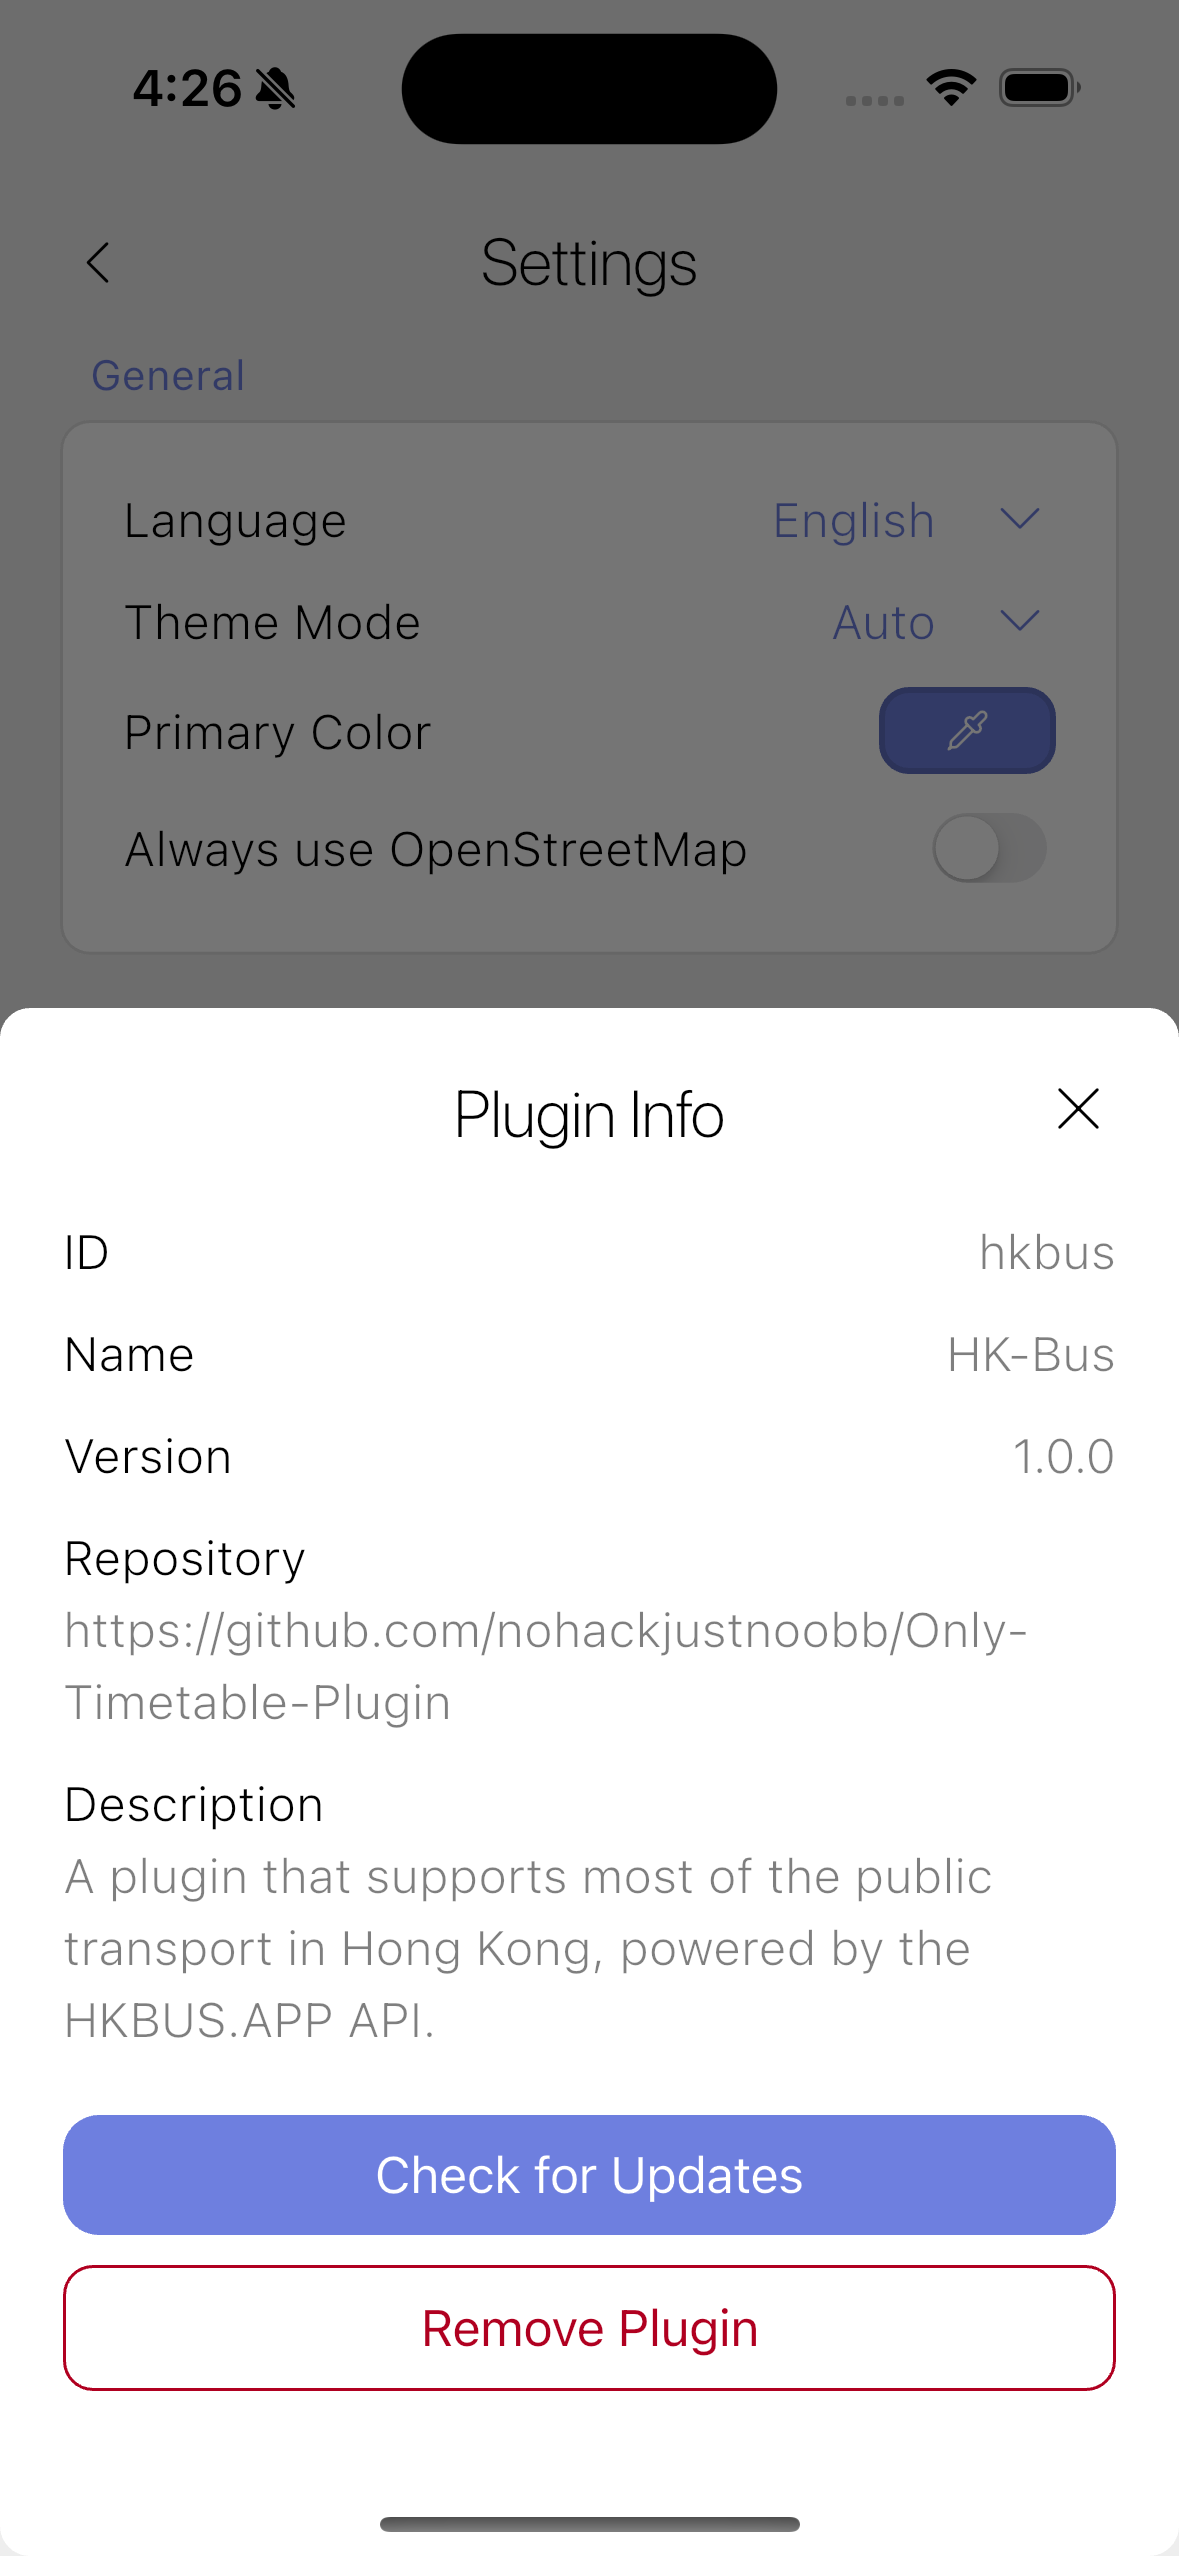 4:26
Settings
General
Language English
Theme Mode Auto
Primary Color
Always use OpenStreetMap
Plugin Info
ID hkbus
Name HK-Bus
Version 1.0.0
Repository
https://github.com/nohackjustnoobb/Only-
Timetable-Plugin
Description
A plugin that supports most of the public
transport in Hong Kong, powered by the
HKBUS.APP API.
Check for Updates
Remove Plugin